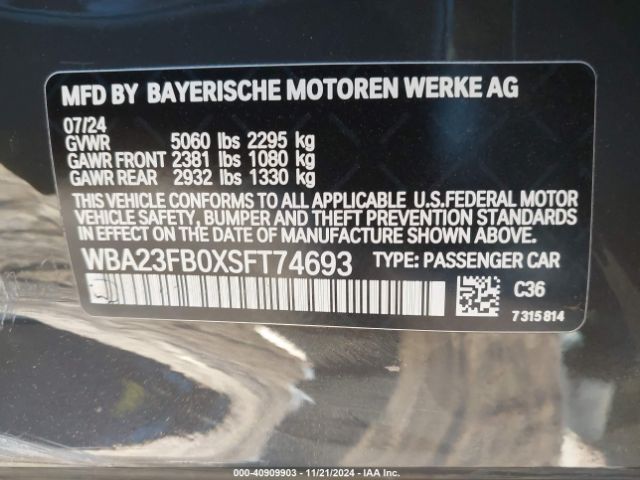 MFD BY BAYERISCHE MOTOREN WERKE AG
07/24
GVWR 5060 lbs 2295 kg
GAWR FRONT 2381 lbs 1080 kg
GAWR REAR 2932 lbs 1330 kg
THIS VEHICLE CONFORMS TO ALL APPLICABLE U.S.FEDERAL MOTOR
VEHICLE SAFETY, BUMPER AND THEFT PREVENTION STANDARDS
IN EFFECT ON THE DATE OF MANUFACTURE SHOWN ABOVE.
WBA23FB0XSFT74693 TYPE: PASSENGER CAR
C36
7315814
000-40909903 - 11/21/2024 - IAA Inc.